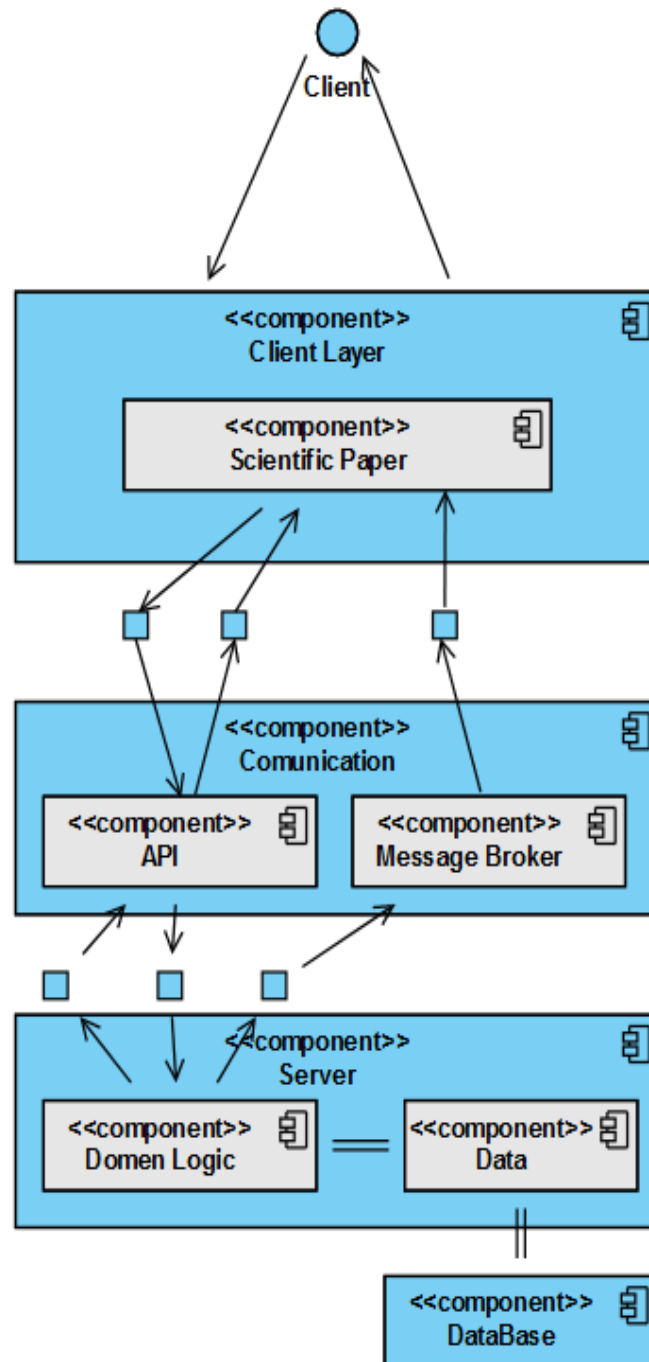 Client
<<component>>
Client Layer
<<component>>
Scientific Paper
<<component>>
Comunication
<<component>>
API
<<component>>
Message Broker
<<component>>
Server
<<component>>
Domen Logic
<<component>>
Data
<<component>>
DataBase